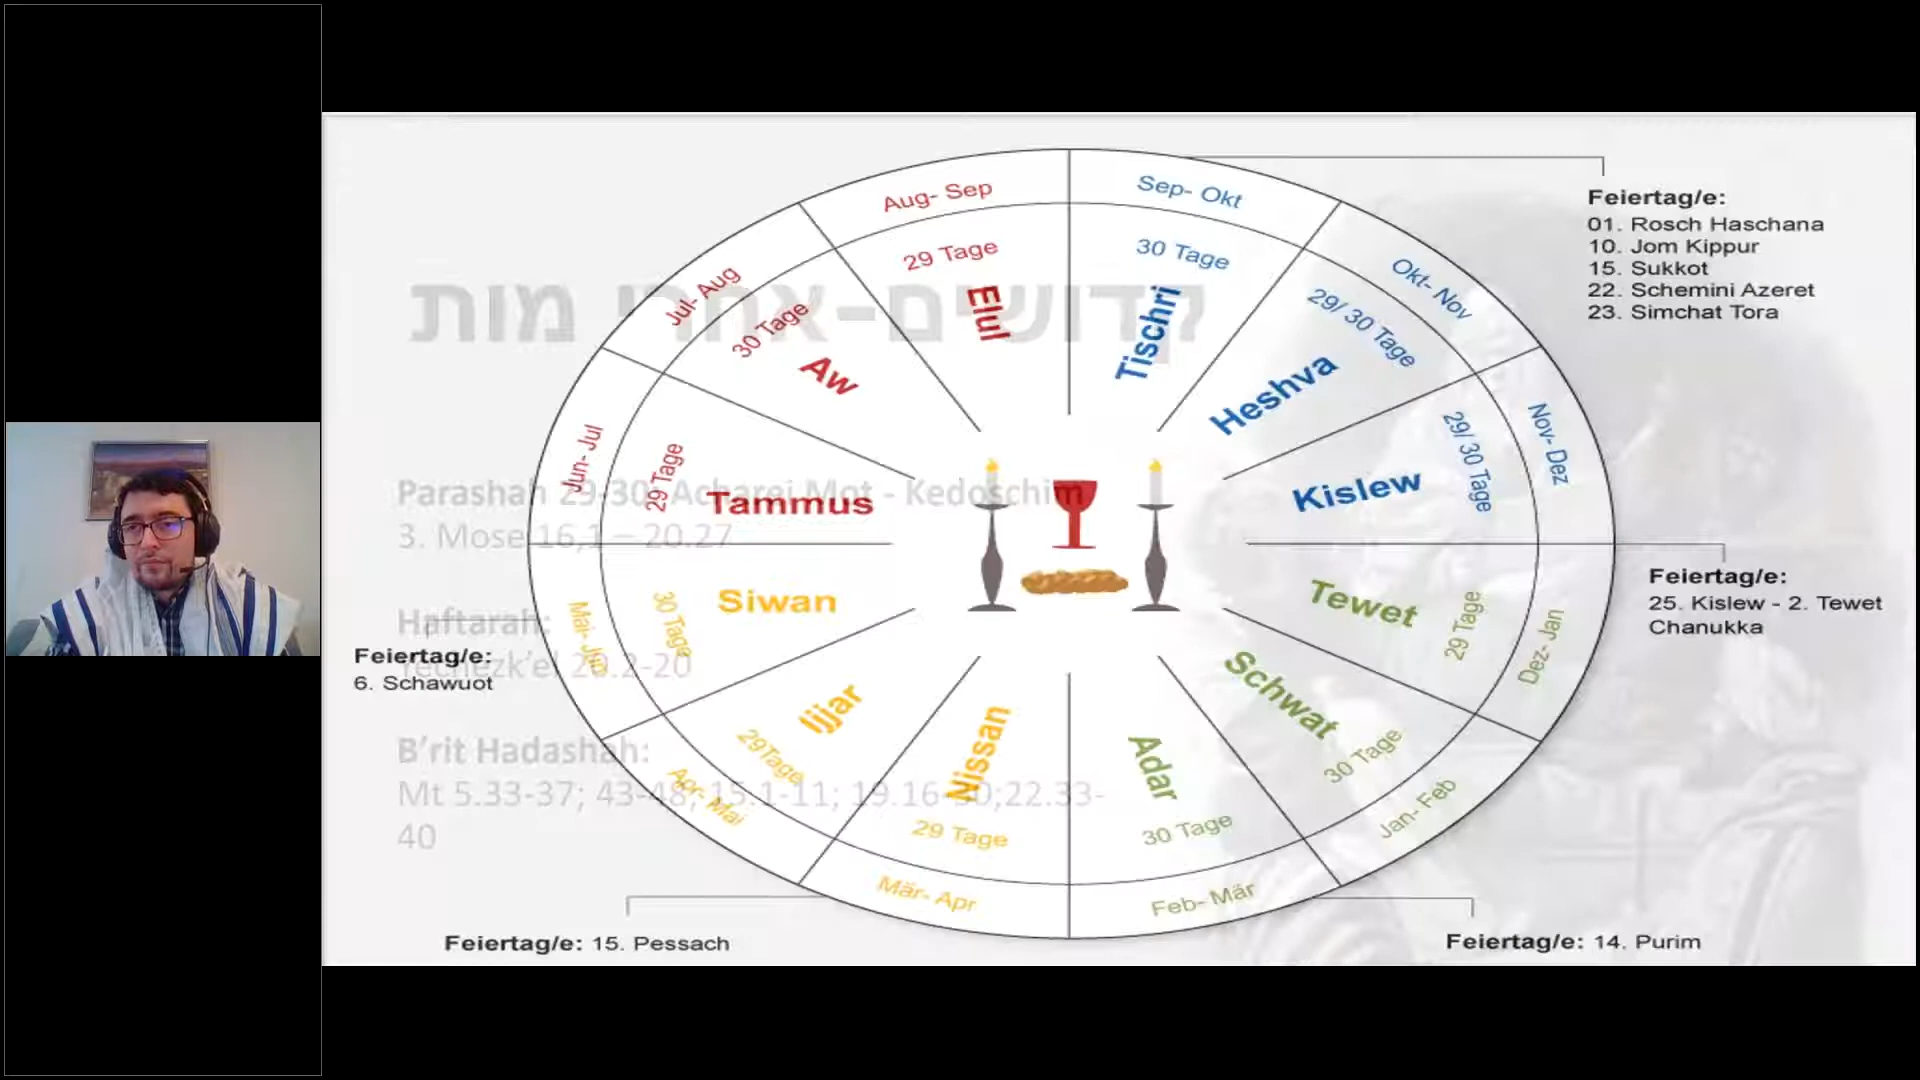 Aug- Sep
Sep- Okt
Feiertag/e:
01. Rosch Haschana
10. Jom Kippur
15. Sukkot
22. Schemini Azeret
23. Simchat Tora
29 Tage
30 Tage
Jul- Aug
Okt- Nov
קדושים-אחרי מות
30 Tage
Elul
Tischri
29/ 30 Tage
Aw
Heshva
Jun- Jul
29 Tage
29/ 30 Tage
Nov- Dez
Parashah 29-30: Acharei Mot - Kedoschim
Tammus
Kislew
3. Mose 16,1 – 20.27
Feiertag/e:
25. Kislew - 2. Tewet
Chanukka
Mai- Jun
30 Tage
Siwan
Tewet
29 Tage
Dez- Jan
Haftarah:
Feiertag/e:
Yechezk'el 20.2-20
6. Schawuot
Ijjar
Schwat
29Tage
Nissan
Adar
30 Tage
B’rit Hadashah:
Apr- Mai
Jan- Feb
Mt 5.33-37; 43-48; 15.1-11; 19.16-30;22.33-
40
29 Tage
30 Tage
Mär- Apr
Feb- Mär
Feiertag/e: 15. Pessach
Feiertag/e: 14. Purim